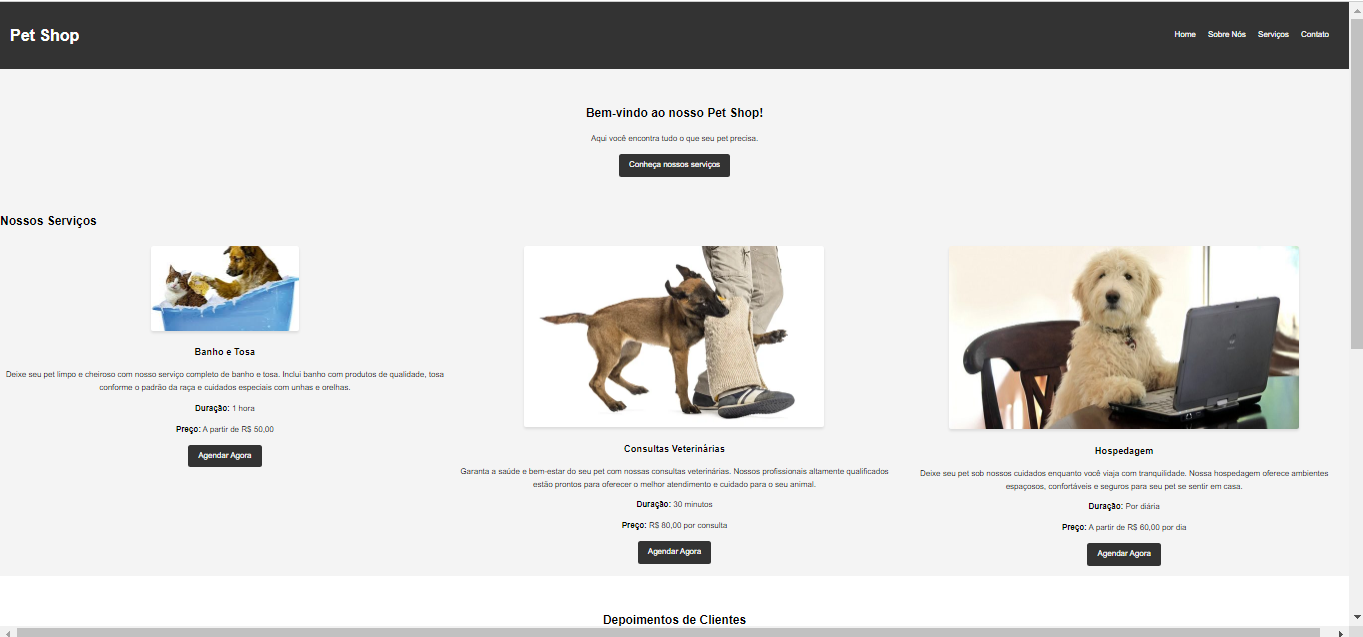 Pet Shop
Home Sobre Nós Serviços Contato
Bem-vindo ao nosso Pet Shop!
Aqui você encontra tudo o que seu pet precisa.
Conheça nossos serviços
Nossos Serviços
Banho e Tosa
Deixe seu pet limpo e cheiroso com nosso serviço completo de banho e tosa. Inclui banho com produtos de qualidade, tosa
conforme o padrão da raça e cuidados especiais com unhas e orelhas.
Duração: 1 hora
Preço: A partir de R$ 50,00
Agendar Agora
Consultas Veterinárias
Garanta a saúde e bem-estar do seu pet com nossas consultas veterinárias. Nossos profissionais altamente qualificados
estão prontos para oferecer o melhor atendimento e cuidado para o seu animal.
Duração: 30 minutos
Preço: R$ 80,00 por consulta
Agendar Agora
Hospedagem
Deixe seu pet sob nossos cuidados enquanto você viaja com tranquilidade. Nossa hospedagem oferece ambientes
espaçosos, confortáveis e seguros para seu pet se sentir em casa.
Duração: Por diária
Preço: A partir de R$ 60,00 por dia
Agendar Agora
Depoimentos de Clientes